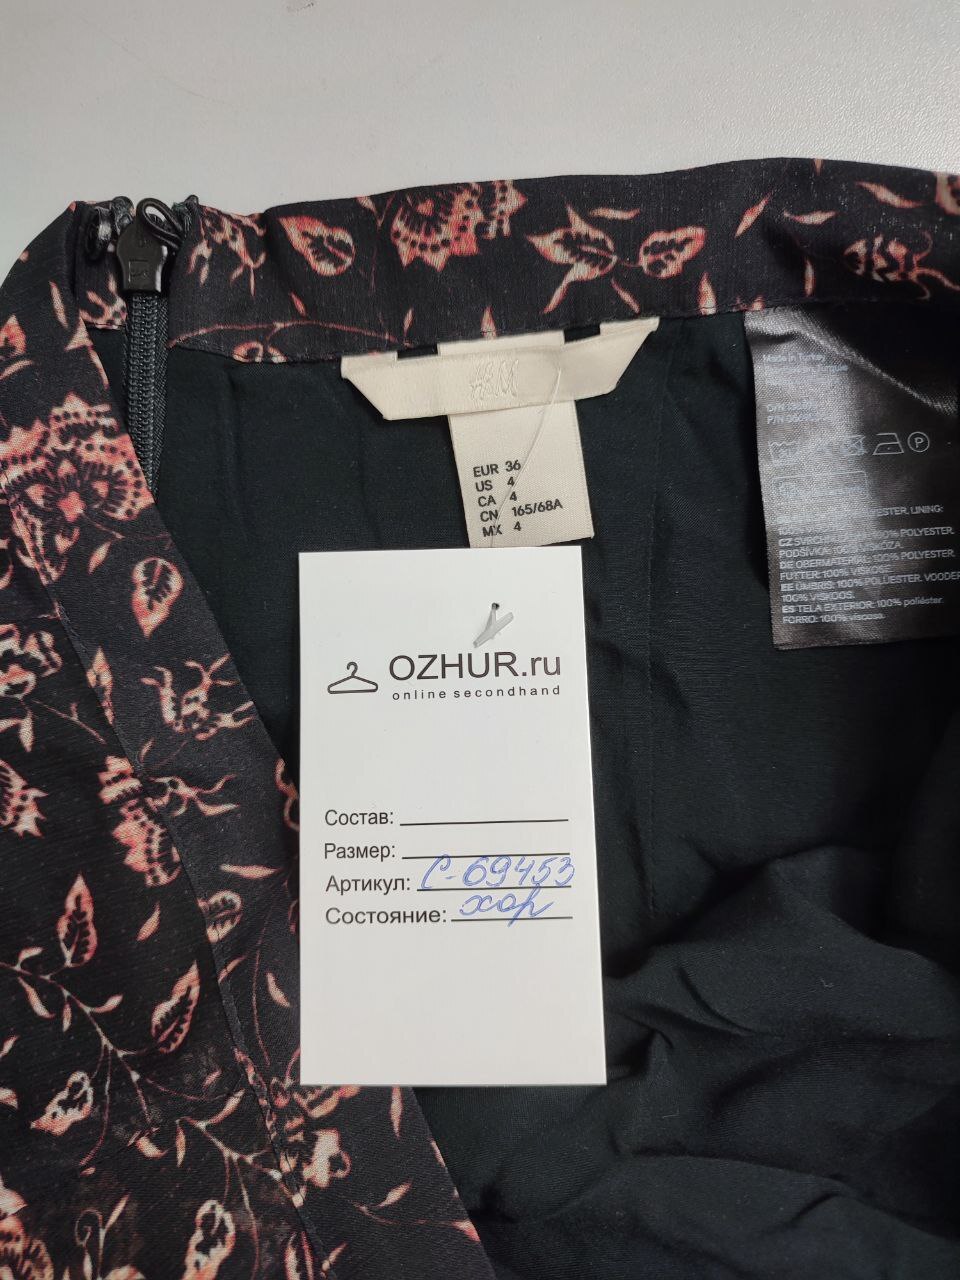 H&M
EUR 36
US 4
CA 4
CN 165/68A
MX 4
Made in Turkey
P
ESTER. LINING:
CZ SVRCHNÍ 100% POLYESTER.
PODŠÍVKA: 100% VISKÓZA
DE OBERMATERIAL: 100% POLYESTER.
FUTTER: 100% VISKOSE
EE ÜMBRIS: 100% POLÜESTER. VOODER:
100% VISKOOS.
ES TELA EXTERIOR: 100% poliéster.
FORRO: 100% viscosa.
OZHUR.ru
online secondhand
Состав:
Размер:
Артикул: С-69453
Состояние: хор